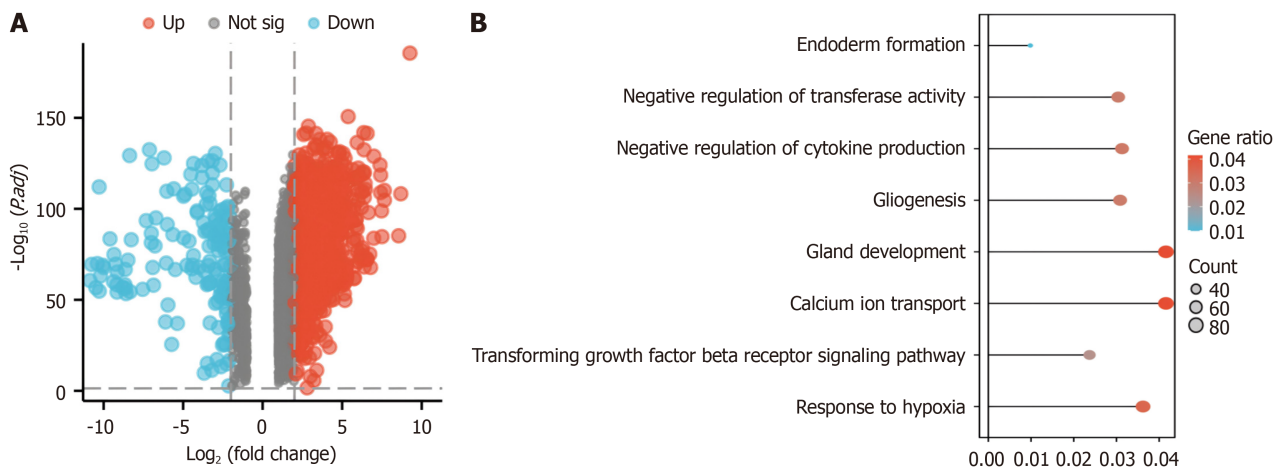 A
Up Not sig Down
-Log10 (P.adj)
150
100
50
0
-10 -5 0 5 10
Log2 (fold change)
B
Endoderm formation
Negative regulation of transferase activity
Negative regulation of cytokine production
Gliogenesis
Gland development
Calcium ion transport
Transforming growth factor beta receptor signaling pathway
Response to hypoxia
0.00 0.01 0.02 0.03 0.04
Gene ratio
0.04
0.03
0.02
0.01
Count
40
60
80